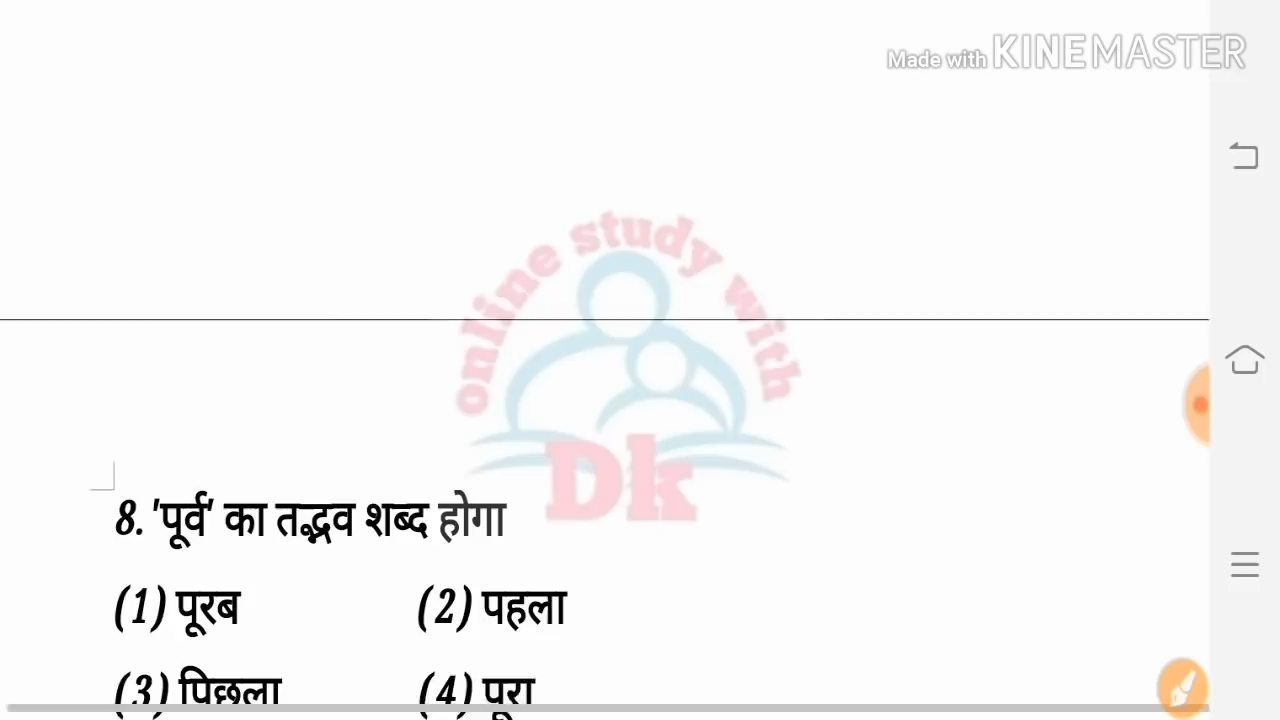 Made with KINEMASTER
online study with
Dk
8. 'पूर्व' का तद्भव शब्द होगा
(1) पूरब (2) पहला
(3) पिछला (4) पूरा